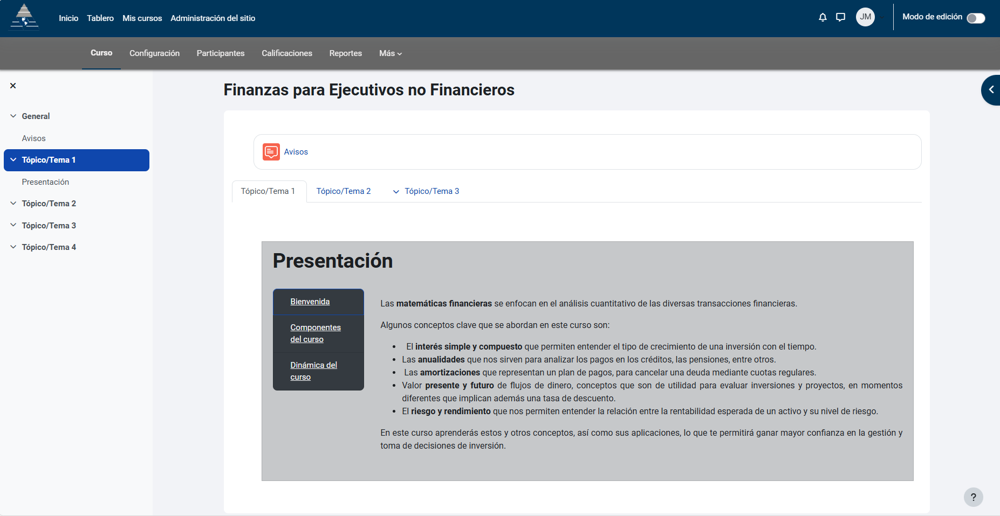 Inicio Tablero Mis cursos Administración del sitio JM Modo de edición
Curso Configuración Participantes Calificaciones Reportes Más
General
Avisos
Tópico/Tema 1
Presentación
Tópico/Tema 2
Tópico/Tema 3
Tópico/Tema 4
Finanzas para Ejecutivos no Financieros
Avisos
Tópico/Tema 1 Tópico/Tema 2 Tópico/Tema 3
Presentación
Bienvenida
Componentes
del curso
Dinámica del
curso
Las matemáticas financieras se enfocan en el análisis cuantitativo de las diversas transacciones financieras.
Algunos conceptos clave que se abordan en este curso son:
• El interés simple y compuesto que permiten entender el tipo de crecimiento de una inversión con el tiempo.
• Las anualidades que nos sirven para analizar los pagos en los créditos, las pensiones, entre otros.
• Las amortizaciones que representan un plan de pagos, para cancelar una deuda mediante cuotas regulares.
• Valor presente y futuro de flujos de dinero, conceptos que son de utilidad para evaluar inversiones y proyectos, en momentos
diferentes que implican además una tasa de descuento.
• El riesgo y rendimiento que nos permiten entender la relación entre la rentabilidad esperada de un activo y su nivel de riesgo.
En este curso aprenderás estos y otros conceptos, así como sus aplicaciones, lo que te permitirá ganar mayor confianza en la gestión y
toma de decisiones de inversión.
?